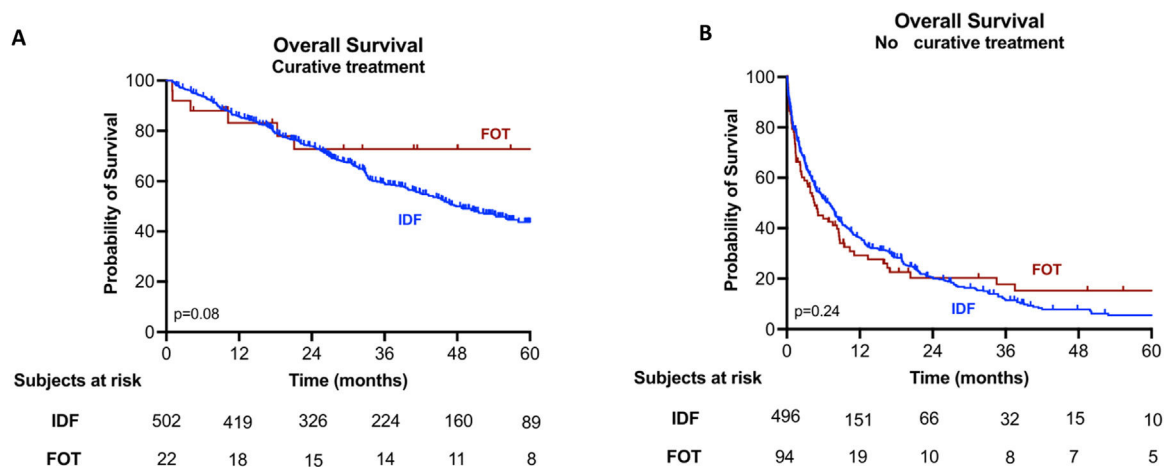 A
Overall Survival
Curative treatment
Probability of Survival
100
80
60
40
20
0
FOT
IDF
p=0.08
0 12 24 36 48 60
Subjects at risk Time (months)
IDF 502 419 326 224 160 89
FOT 22 18 15 14 11 8
B
Overall Survival
No curative treatment
Probability of Survival
100
80
60
40
20
0
FOT
IDF
p=0.24
0 12 24 36 48 60
Subjects at risk Time (months)
IDF 496 151 66 32 15 10
FOT 94 19 10 8 7 5